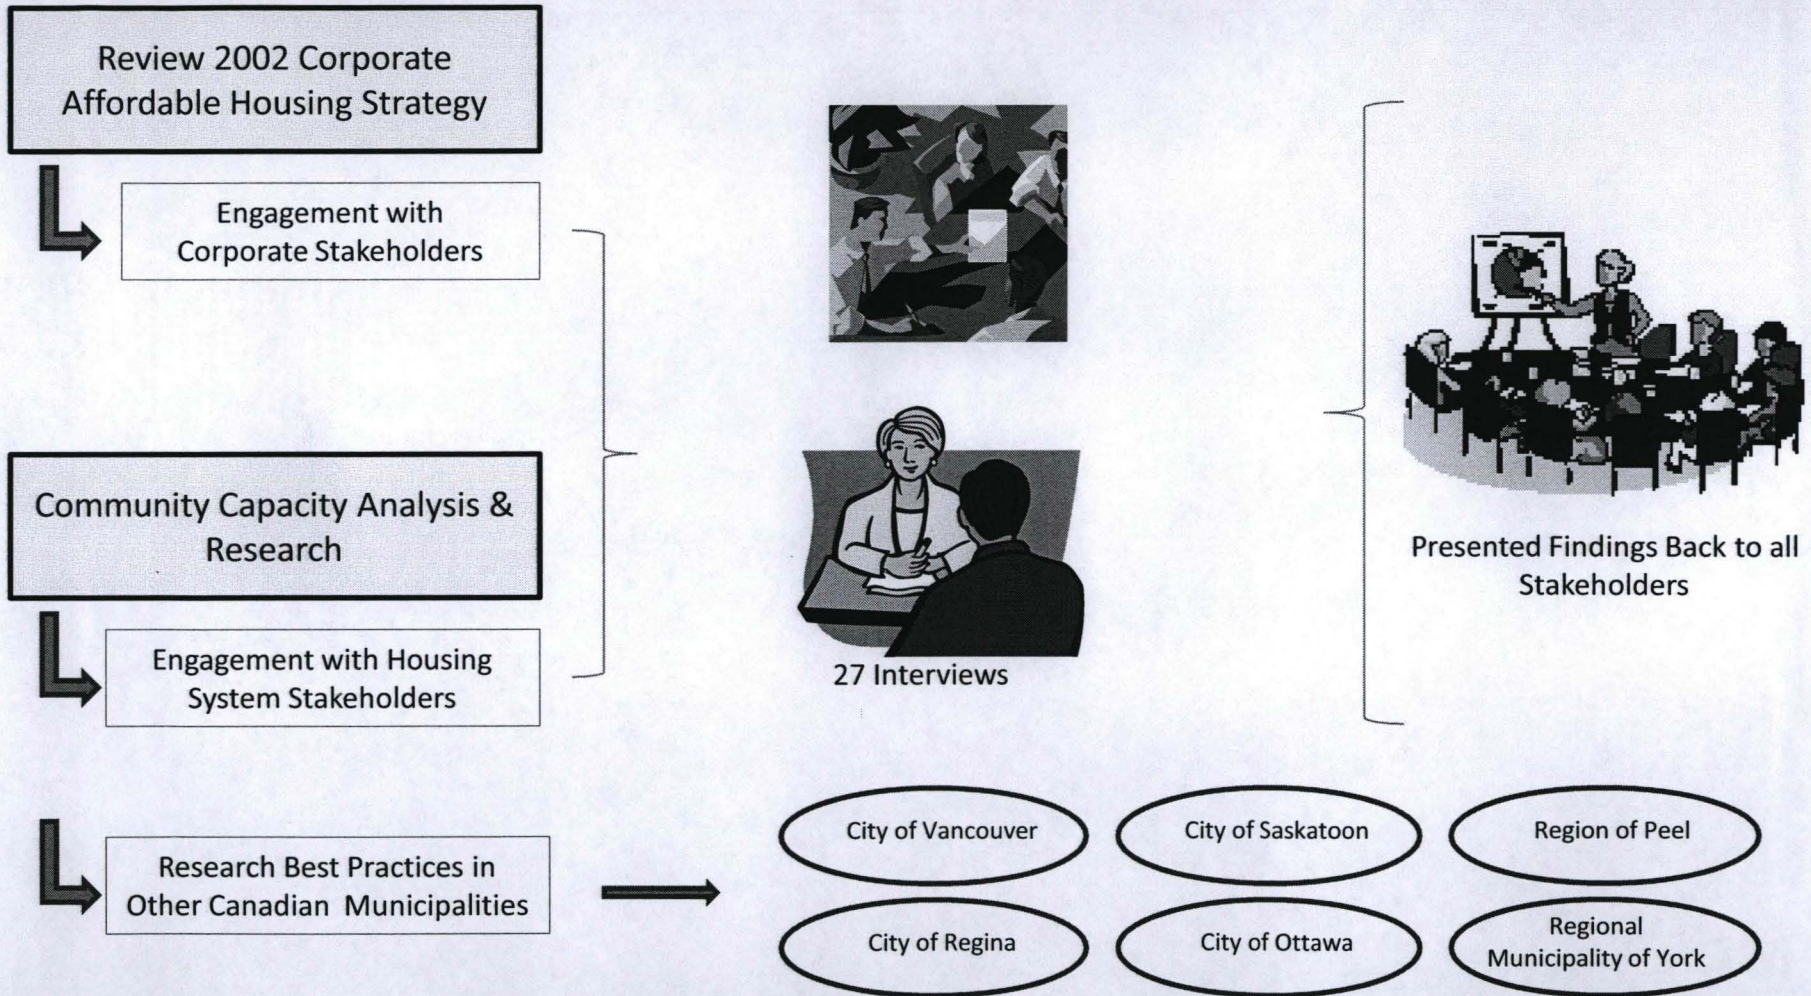 Review 2002 Corporate
Affordable Housing Strategy
Engagement with
Corporate Stakeholders
Community Capacity Analysis &
Research
Engagement with Housing
System Stakeholders
27 Interviews
Presented Findings Back to all
Stakeholders
Research Best Practices in
Other Canadian  Municipalities
City of Vancouver
City of Saskatoon
Region of Peel
City of Regina
City of Ottawa
Regional
Municipality of York